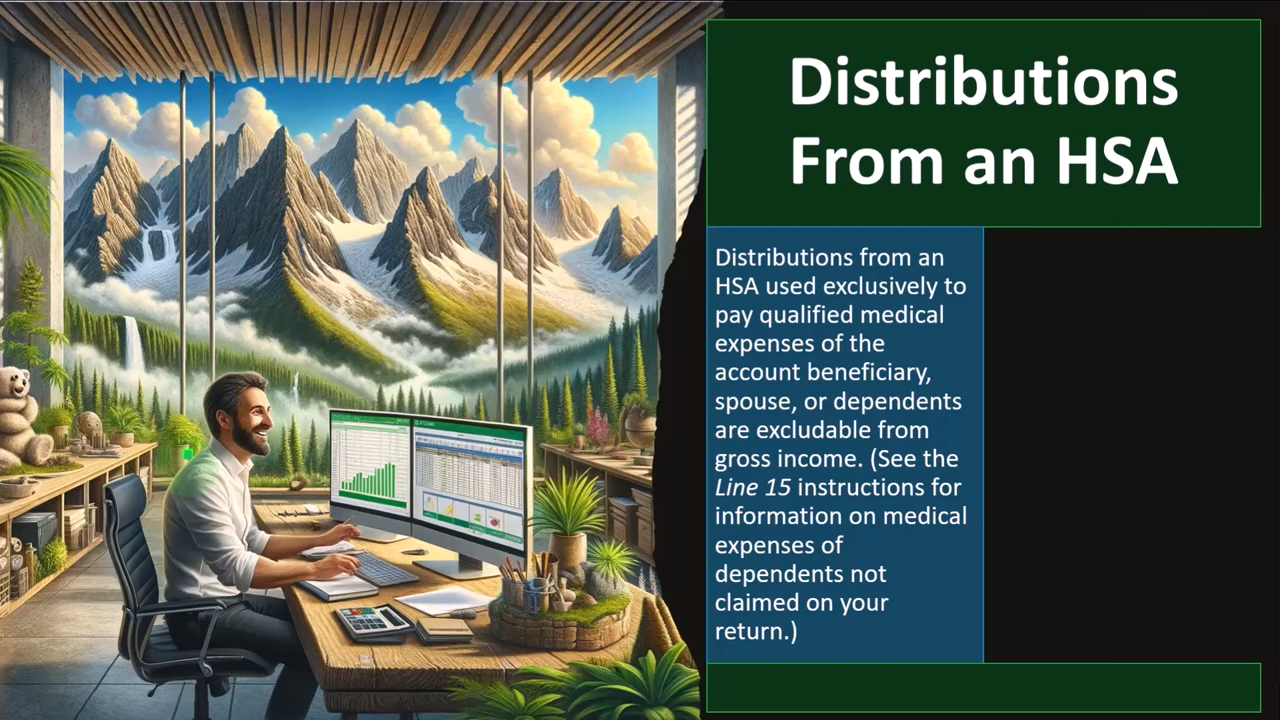 Distributions
From an HSA
Distributions from an
HSA used exclusively to
pay qualified medical
expenses of the
account beneficiary,
spouse, or dependents
are excludable from
gross income. (See the
Line 15 instructions for
information on medical
expenses of
dependents not
claimed on your
return.)